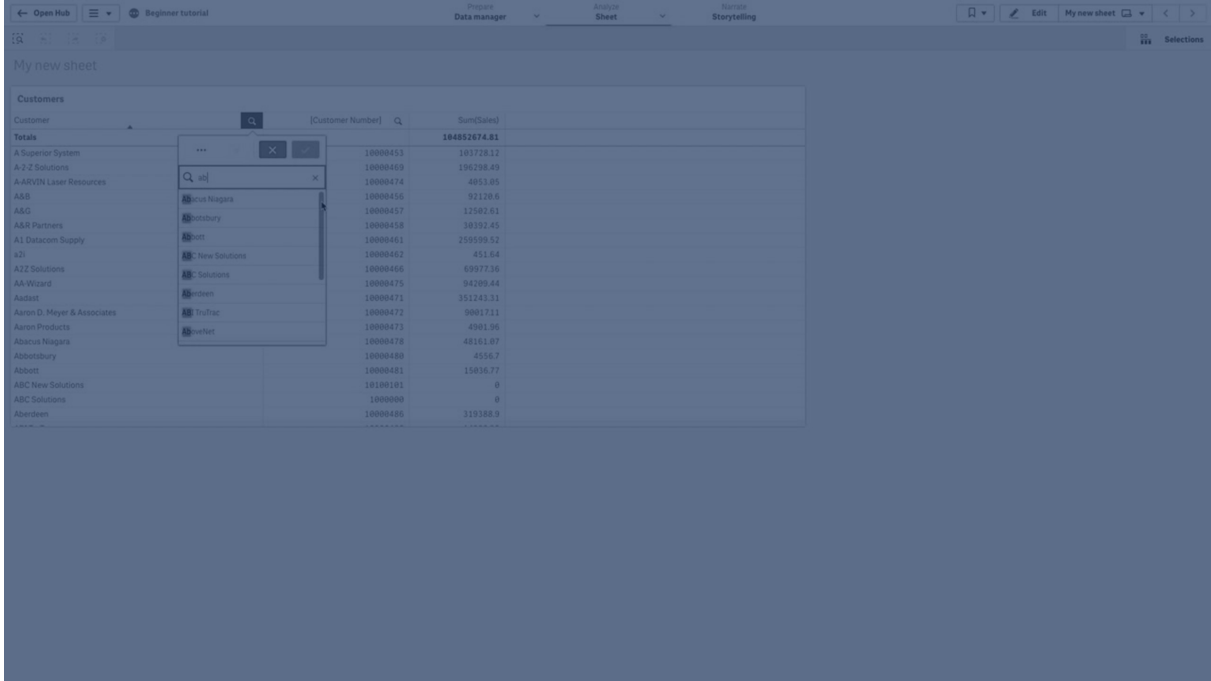 Open Hub Beginner tutorial Prepare Data manager Analyze Sheet Narrate Storytelling Edit My new sheet
Selections
My new sheet
Customers
Customer [Customer Number] Sum(Sales)
Totals 104852674.81
A Superior System 10000453 103728.12
A-2-Z Solutions 10000469 196298.49
A-ARVIN Laser Resources 10000474 4053.05
A&B 10000456 92120.6
A&G 10000457 12502.61
A&R Partners 10000458 30392.45
A1 Datacom Supply 10000461 259599.52
a2i 10000462 451.64
A2Z Solutions 10000466 69977.36
AA-Wizard 10000475 94209.44
Aadast 10000471 351243.31
Aaron D. Meyer & Associates 10000472 90017.11
Aaron Products 10000473 4901.96
Abacus Niagara 10000478 48161.07
Abbotsbury 10000480 4556.7
Abbott 10000481 15036.77
ABC New Solutions 10100101 0
ABC Solutions 1000000 0
Aberdeen 10000486 319388.9
ab
Abacus Niagara
Abbotsbury
Abbott
ABC New Solutions
ABC Solutions
Aberdeen
ABI TruTrac
AboveNet